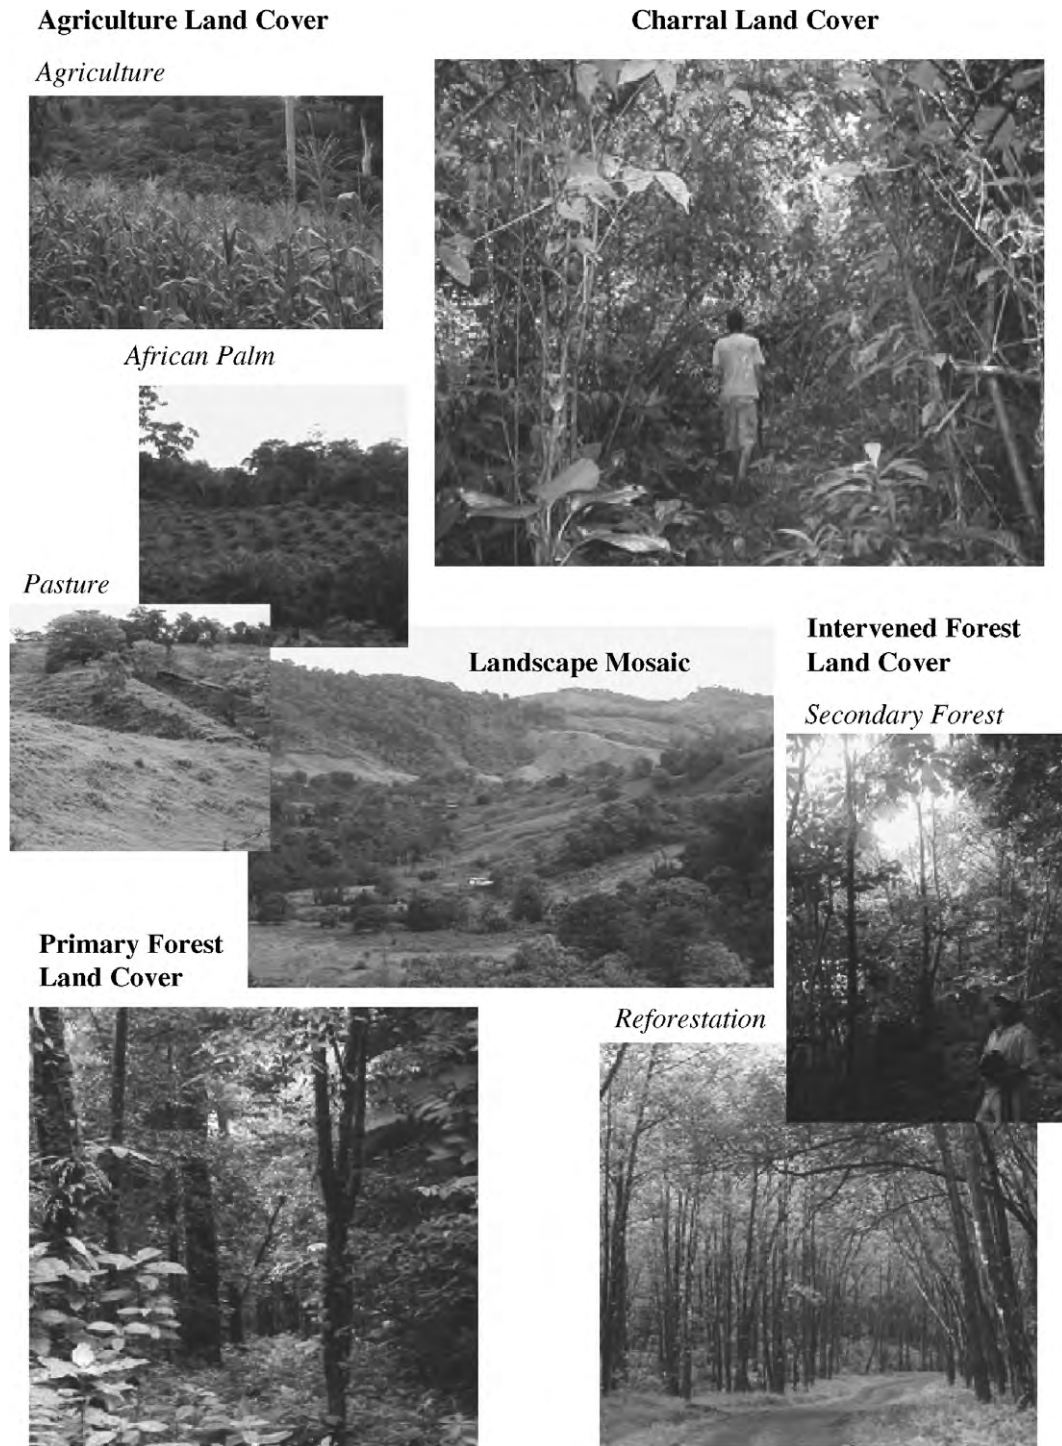 Agriculture Land Cover
Charral Land Cover
Agriculture
African Palm
Pasture
Landscape Mosaic
Intervened Forest
Land Cover
Secondary Forest
Primary Forest
Land Cover
Reforestation